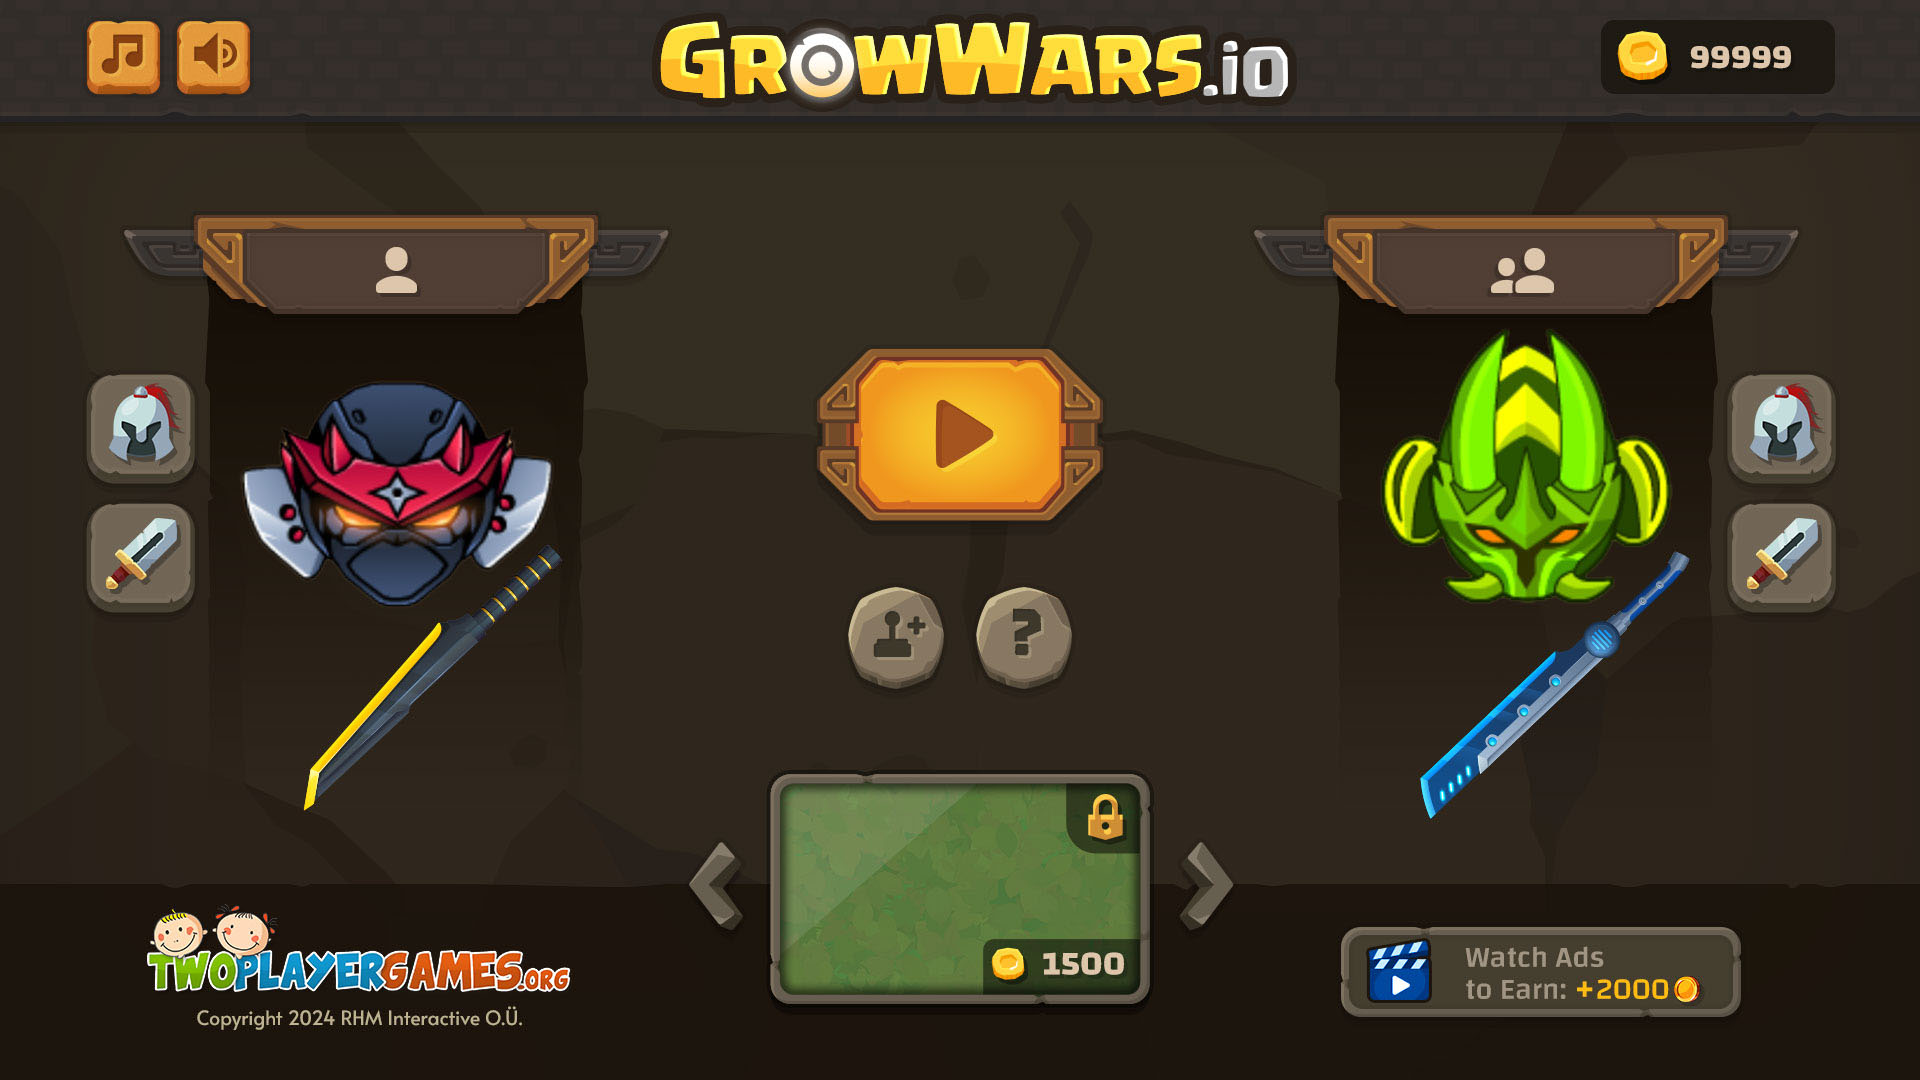 GROWWARS.io
99999
?
1500
TWOPLAYERGAMES.ORG
Copyright 2024 RHM Interactive O.Ü.
Watch Ads
to Earn: +2000